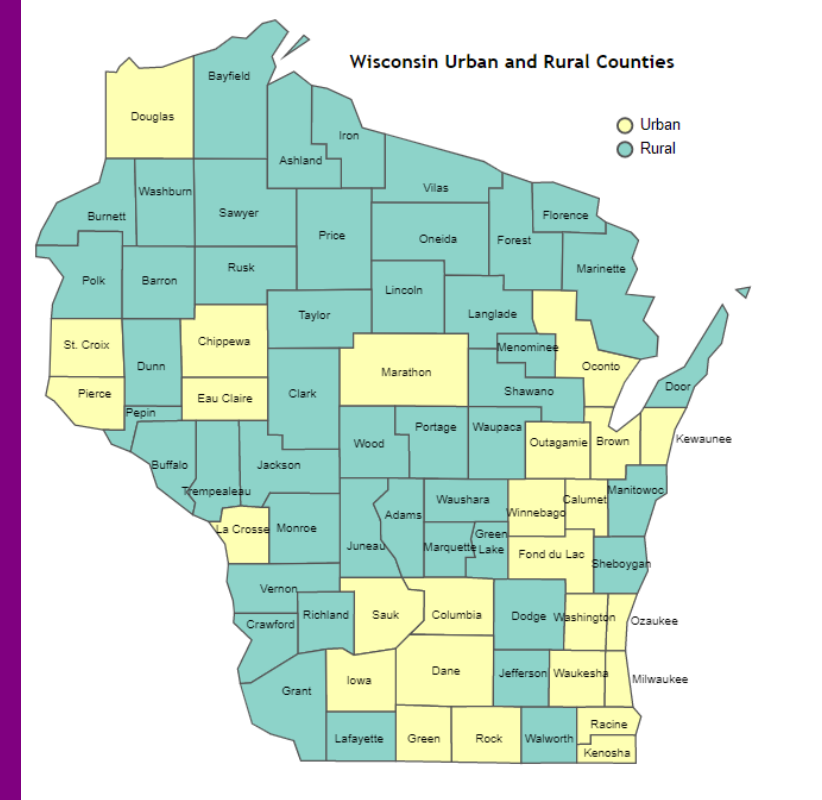 Wisconsin Urban and Rural Counties
Urban
Rural
Bayfield
Douglas
Iron
Ashland
Vilas
Washburn
Burnett
Sawyer
Florence
Price
Oneida
Forest
Marinette
Rusk
Polk
Barron
Lincoln
Taylor
Langlade
Chippewa
St. Croix
Menominee
Dunn
Marathon
Oconto
Door
Pierce
Eau Claire
Clark
Shawano
Pepin
Portage
Waupaca
Wood
Outagamie
Brown
Kewaunee
Buffalo
Jackson
Trempealeau
Manitowoc
Waushara
Calumet
Adams
Winnebago
La Crosse
Monroe
Juneau
Marquette
Green
Lake
Fond du Lac
Sheboygan
Vernon
Richland
Sauk
Columbia
Dodge
Washington
Ozaukee
Crawford
Dane
Jefferson
Waukesha
Milwaukee
Iowa
Grant
Racine
Lafayette
Green
Rock
Walworth
Kenosha